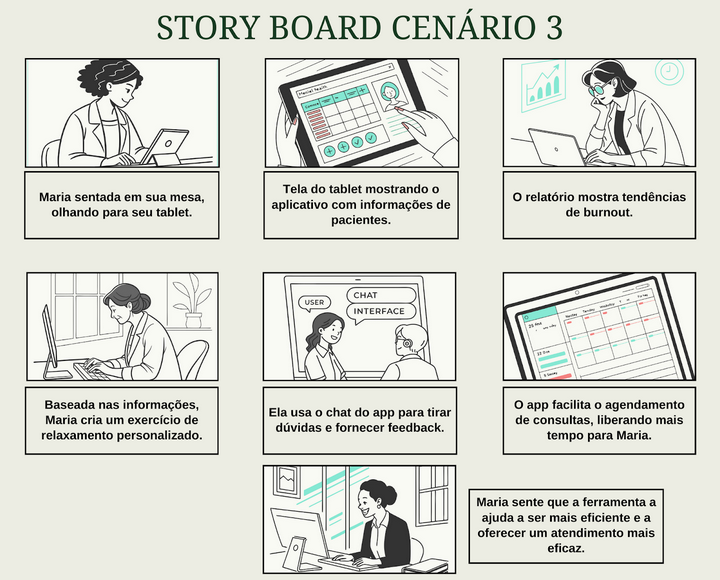 STORY BOARD CENÁRIO 3
Mental health
Maria sentada em sua mesa,
olhando para seu tablet.
Tela do tablet mostrando o
aplicativo com informações de
pacientes.
O relatório mostra tendências
de burnout.
USER
CHAT
INTERFACE
Baseada nas informações,
Maria cria um exercício de
relaxamento personalizado.
Ela usa o chat do app para tirar
dúvidas e fornecer feedback.
O app facilita o agendamento
de consultas, liberando mais
tempo para Maria.
Maria sente que a ferramenta a
ajuda a ser mais eficiente e a
oferecer um atendimento mais
eficaz.